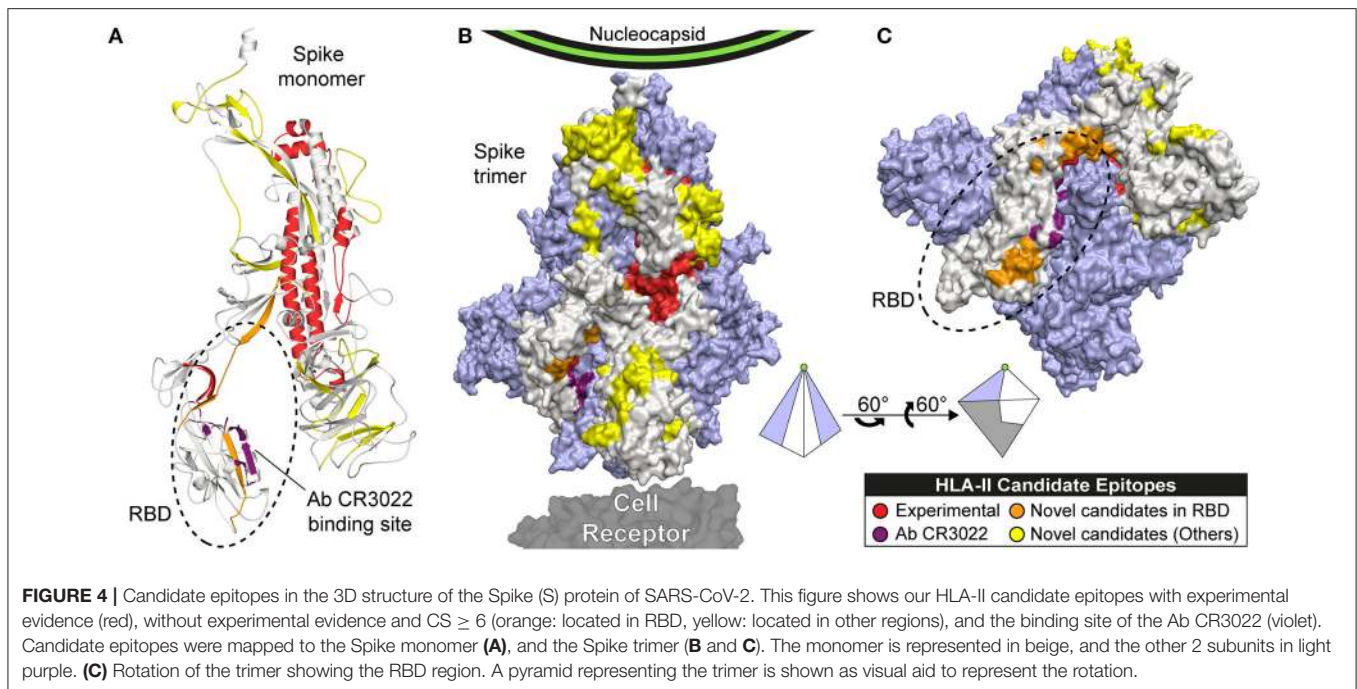 A
Spike
monomer
RBD
Ab CR3022
binding site
B
Nucleocapsid
Spike
trimer
Cell
Receptor
C
RBD
60° 60°
HLA-II Candidate Epitopes
Experimental Novel candidates in RBD
Ab CR3022 Novel candidates (Others)
FIGURE 4 | Candidate epitopes in the 3D structure of the Spike (S) protein of SARS-CoV-2. This figure shows our HLA-II candidate epitopes with experimental
evidence (red), without experimental evidence and CS ≥ 6 (orange: located in RBD, yellow: located in other regions), and the binding site of the Ab CR3022 (violet).
Candidate epitopes were mapped to the Spike monomer (A), and the Spike trimer (B and C). The monomer is represented in beige, and the other 2 subunits in light
purple. (C) Rotation of the trimer showing the RBD region. A pyramid representing the trimer is shown as visual aid to represent the rotation.